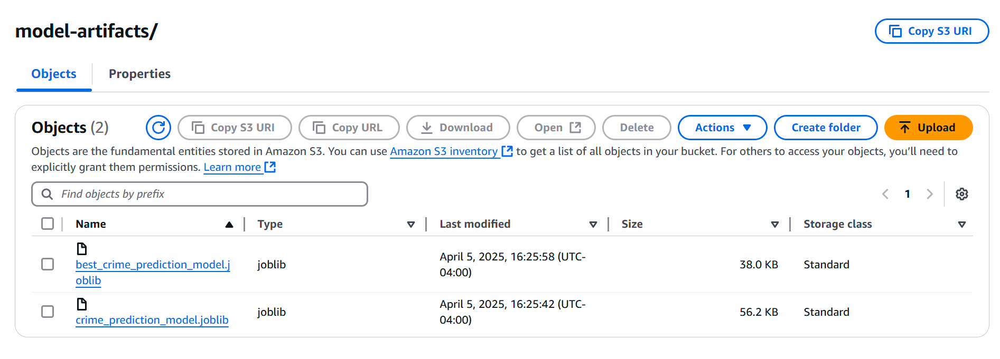 model-artifacts/
Copy S3 URI
Objects
Properties
Objects (2)
Copy S3 URI
Copy URL
Download
Open
Delete
Actions
Create folder
Upload
Objects are the fundamental entities stored in Amazon S3. You can use Amazon S3 inventory to get a list of all objects in your bucket. For others to access your objects, you’ll need to
explicitly grant them permissions. Learn more
Find objects by prefix
1
Name
Type
Last modified
Size
Storage class
best_crime_prediction_model.j
oblib
joblib
April 5, 2025, 16:25:58 (UTC-
04:00)
38.0 KB
Standard
crime_prediction_model.joblib
joblib
April 5, 2025, 16:25:42 (UTC-
04:00)
56.2 KB
Standard